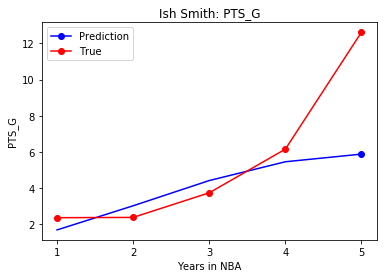 Ish Smith: PTS_G
Prediction
True
12
10
8
6
4
2
PTS_G
1 2 3 4 5
Years in NBA